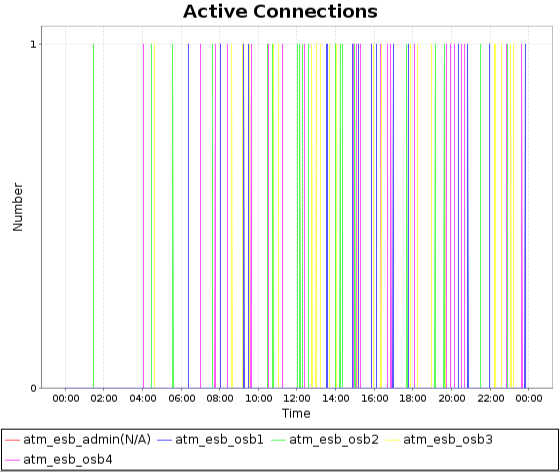 Active Connections
1
Number
0
00:00 02:00 04:00 06:00 08:00 10:00 12:00 14:00 16:00 18:00 20:00 22:00 00:00
Time
atm_esb_admin(N/A) atm_esb_osb1 atm_esb_osb2 atm_esb_osb3
atm_esb_osb4